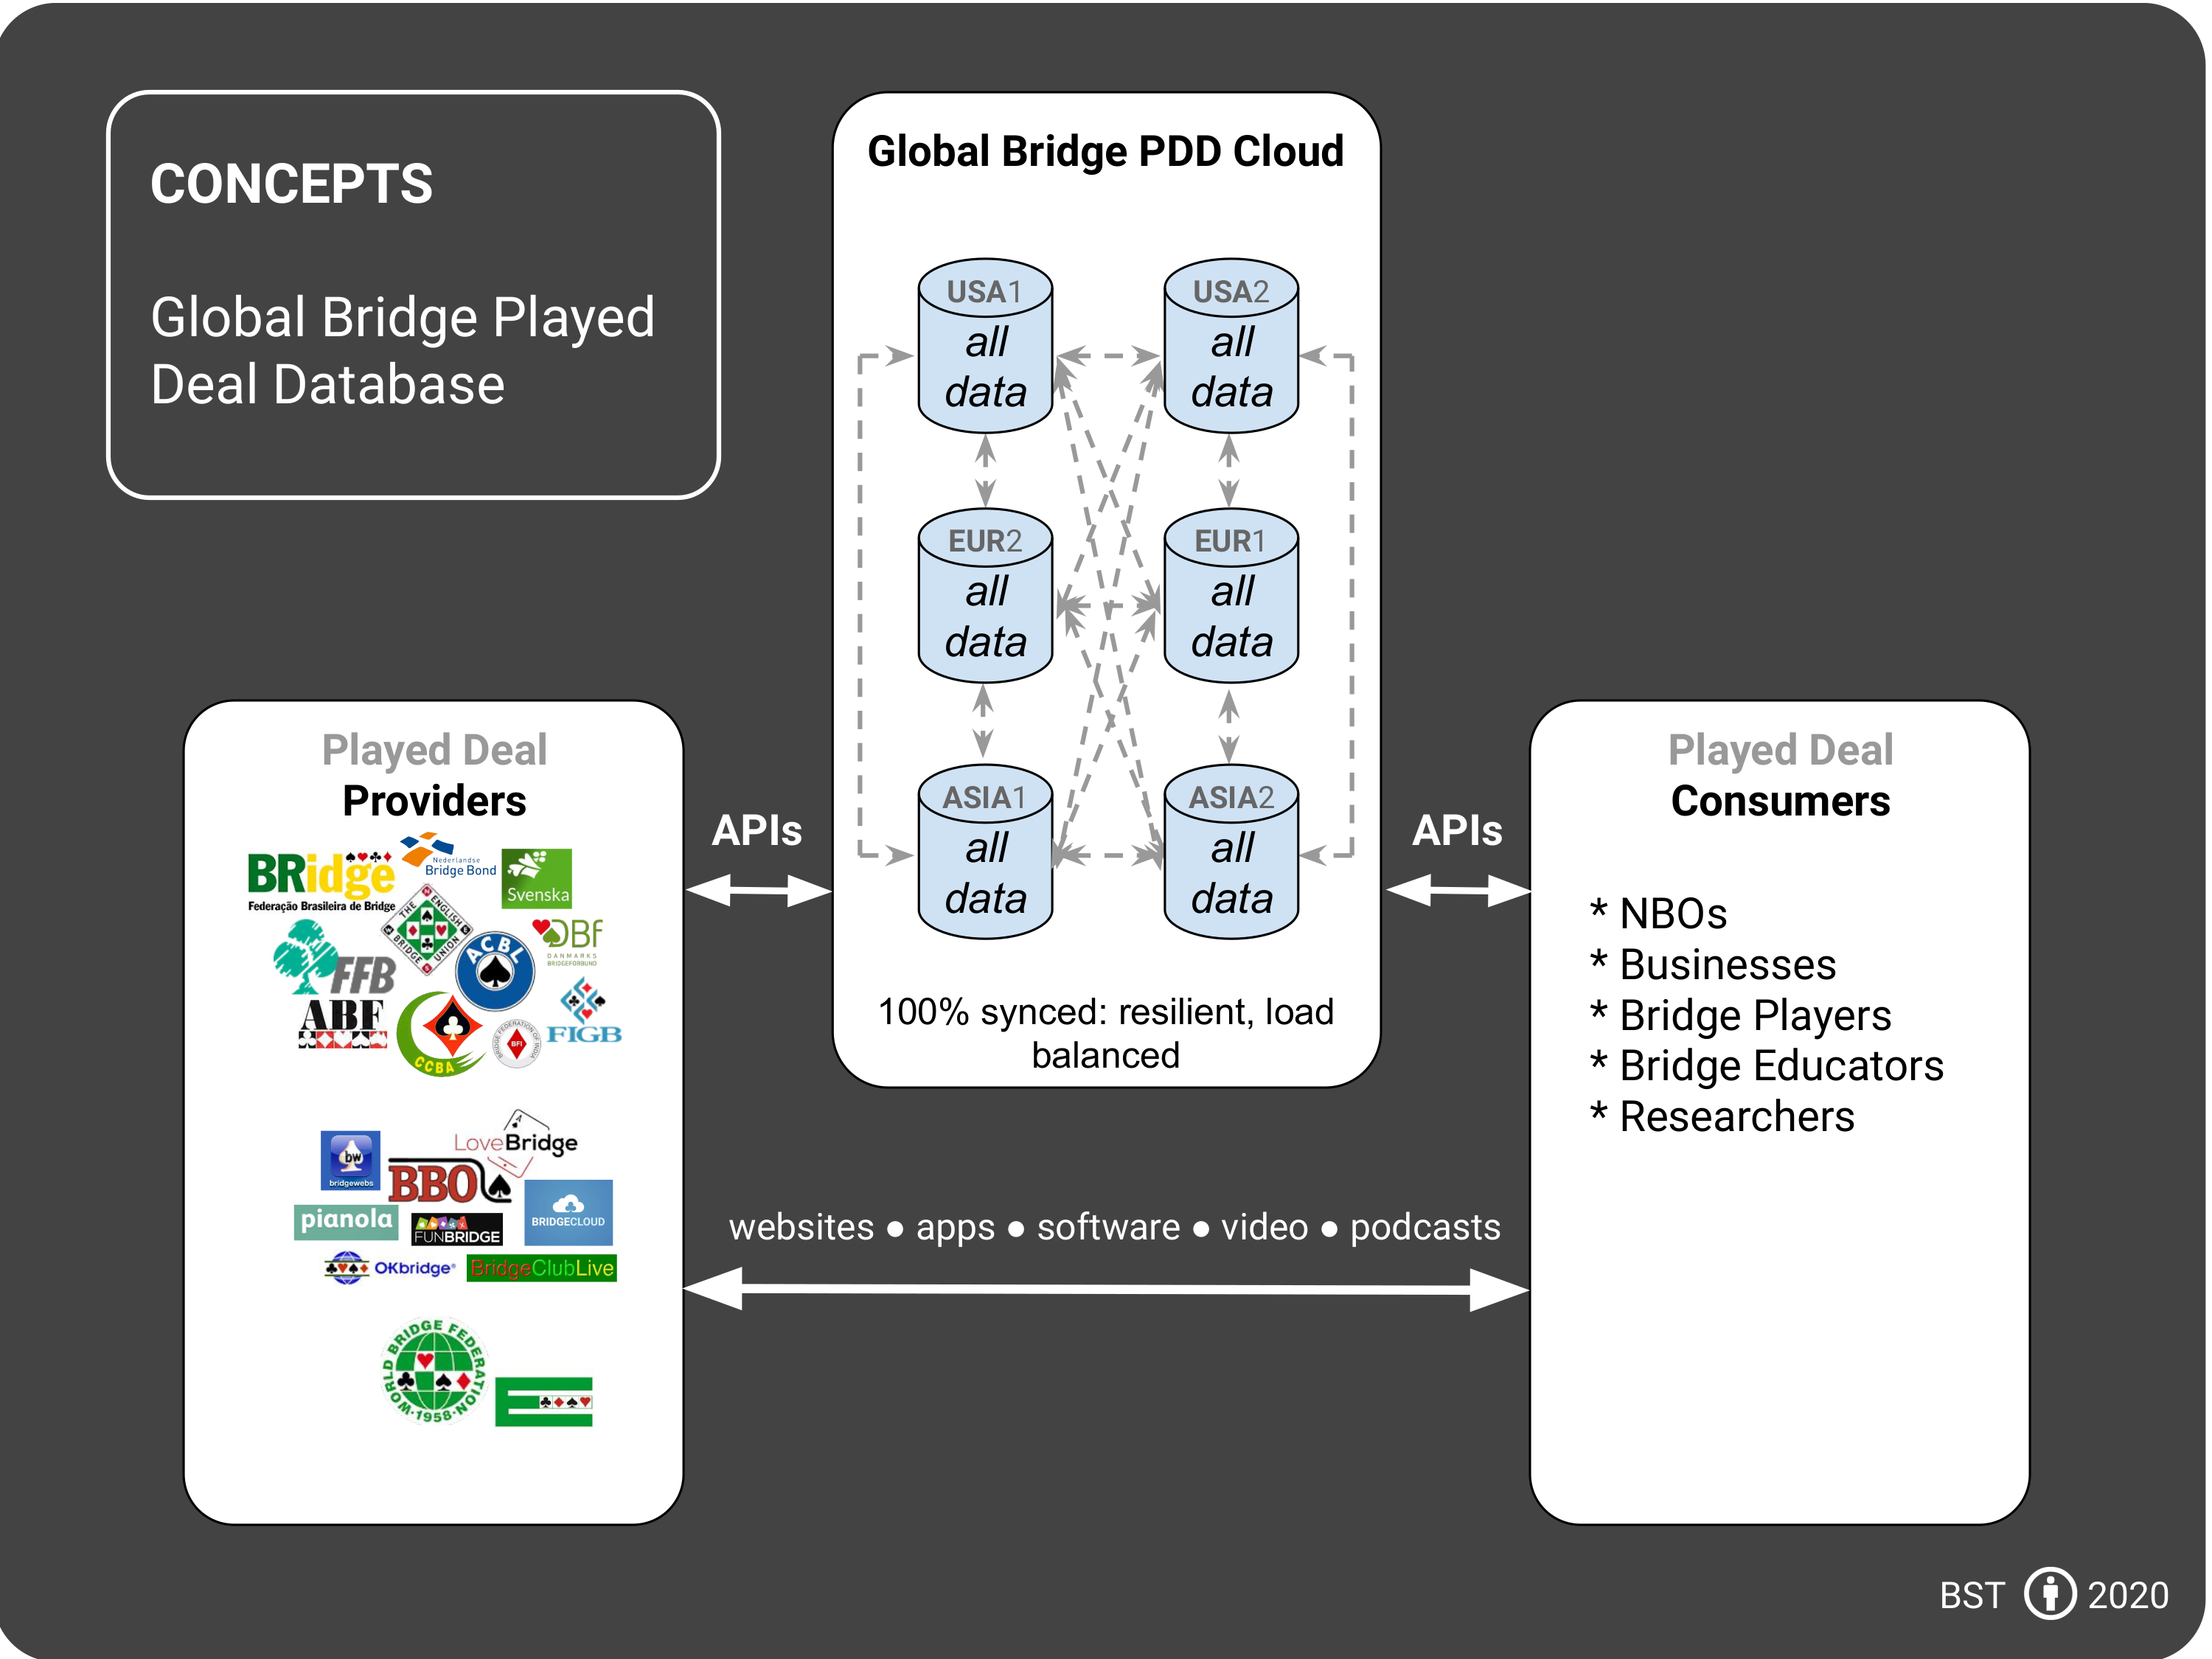 CONCEPTS
Global Bridge Played
Deal Database
Global Bridge PDD Cloud
USA1
all
data
USA2
all
data
EUR2
all
data
EUR1
all
data
ASIA1
all
data
ASIA2
all
data
100% synced: resilient, load
balanced
Played Deal
Providers
BRidge
Federação Brasileira de Bridge
Nederlandse
Bridge Bond
Svenska
THE ENGLISH BRIDGE UNION
N
E
S
W
FFB
ACBL
DBf
DANMARKS
BRIDGEFORBUND
ABF
CCBA
BRIDGE FEDERATION OF INDIA
BFI
FIGB
bw
bridgewebs
A
LoveBridge
BBO
pianola
FUNBRIDGE
BRIDGECLOUD
OKbridge®
BridgeClubLive
WORLD BRIDGE FEDERATION
·1958·
E
APIs
APIs
websites ● apps ● software ● video ● podcasts
Played Deal
Consumers
* NBOs
* Businesses
* Bridge Players
* Bridge Educators
* Researchers
BST 2020